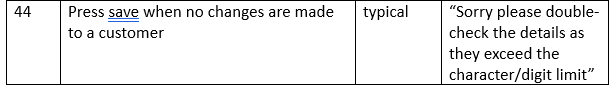 44 Press save when no changes are made typical “Sorry please double-
to a customer check the details as
they exceed the
character/digit limit”